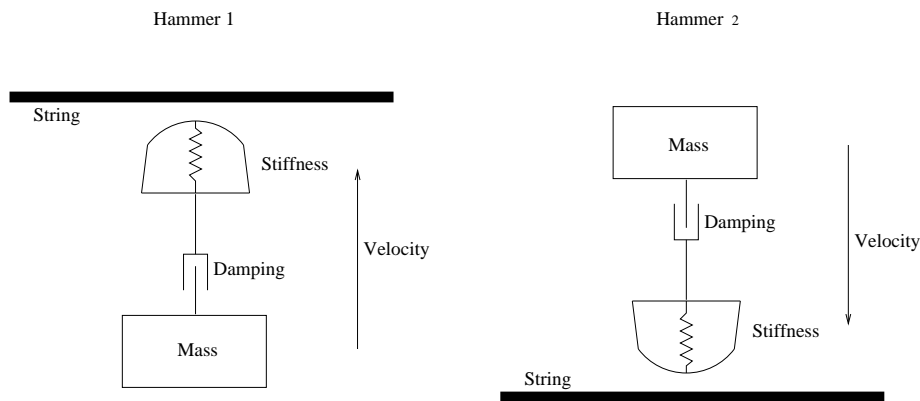 Hammer 1
String
Stiffness
Velocity
Damping
Mass
Hammer 2
Mass
Damping
Velocity
Stiffness
String